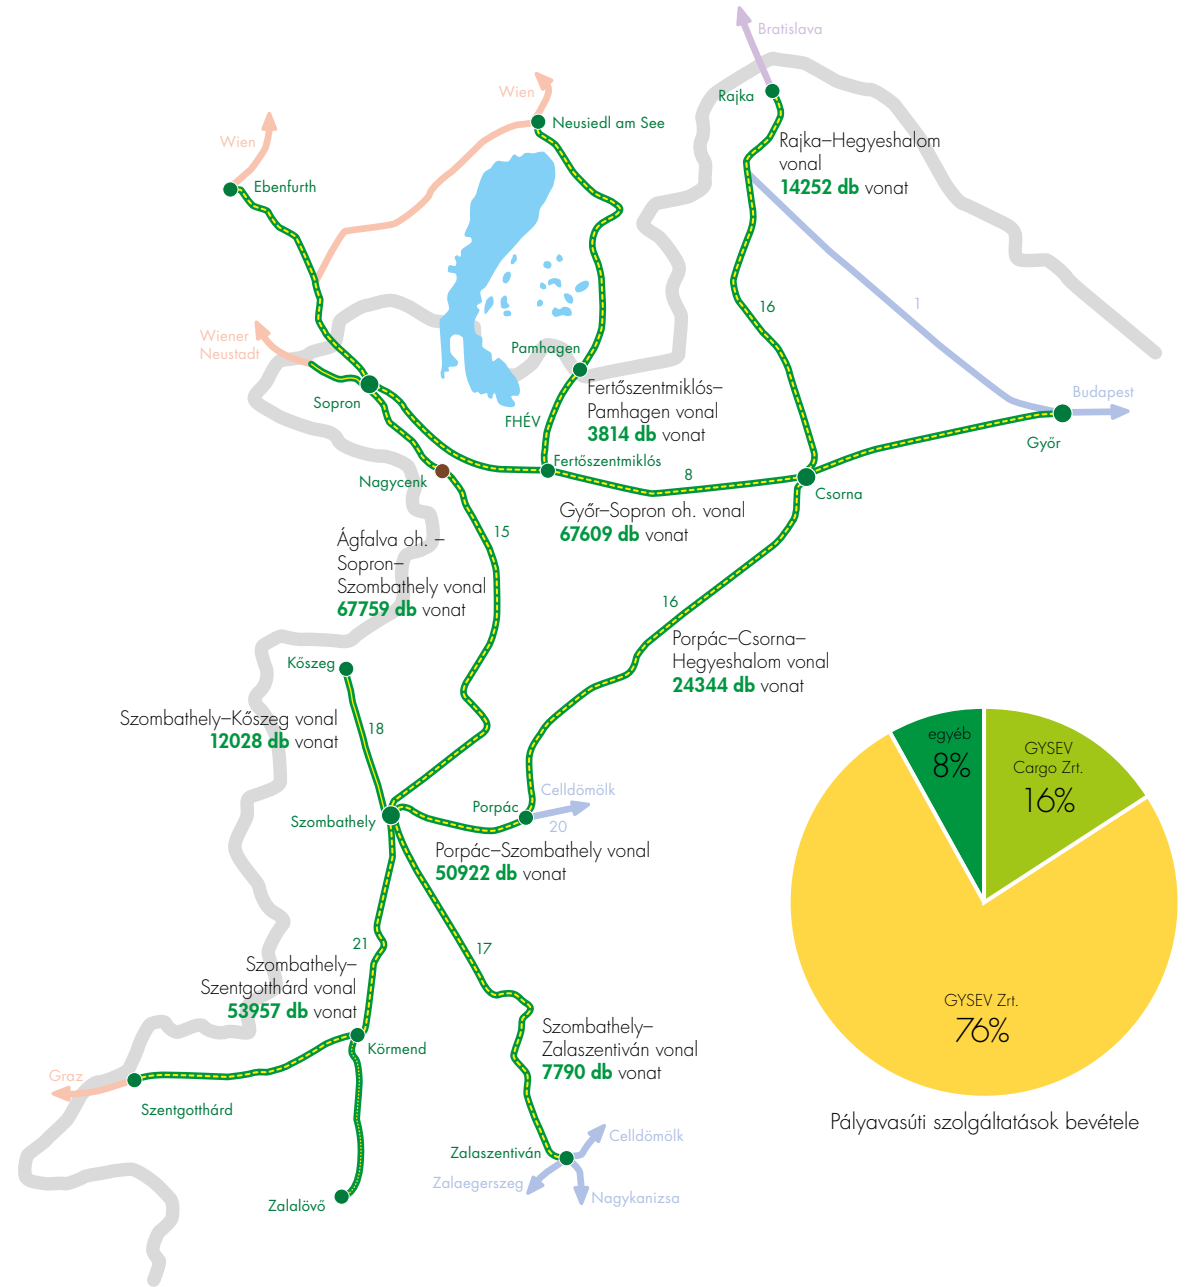 Bratislava
Wien
Rajka
Neusiedl am See
Wien
Rajka–Hegyeshalom
vonal
14252 db vonat
Ebenfurth
16
1
Wiener
Neustadt
Pamhagen
Sopron
Fertőszentmiklós–
Pamhagen vonal
3814 db vonat
Budapest
FHÉV
Győr
Fertőszentmiklós
Nagycenk
8
Csorna
Győr–Sopron oh. vonal
67609 db vonat
15
Ágfalva oh. –
Sopron–
Szombathely vonal
67759 db vonat
16
Porpác–Csorna–
Hegyeshalom vonal
24344 db vonat
Kőszeg
Szombathely–Kőszeg vonal
12028 db vonat
18
egyéb
8%
GYSEV
Cargo Zrt.
16%
Celldömölk
Porpác
20
Szombathely
Porpác–Szombathely vonal
50922 db vonat
21
17
Szombathely–
Szentgotthárd vonal
53957 db vonat
GYSEV Zrt.
76%
Szombathely–
Zalaszentiván vonal
7790 db vonat
Körmend
Graz
Szentgotthárd
Pályavasúti szolgáltatások bevétele
Celldömölk
Zalaszentiván
Zalaegerszeg
Nagykanizsa
Zalalövő